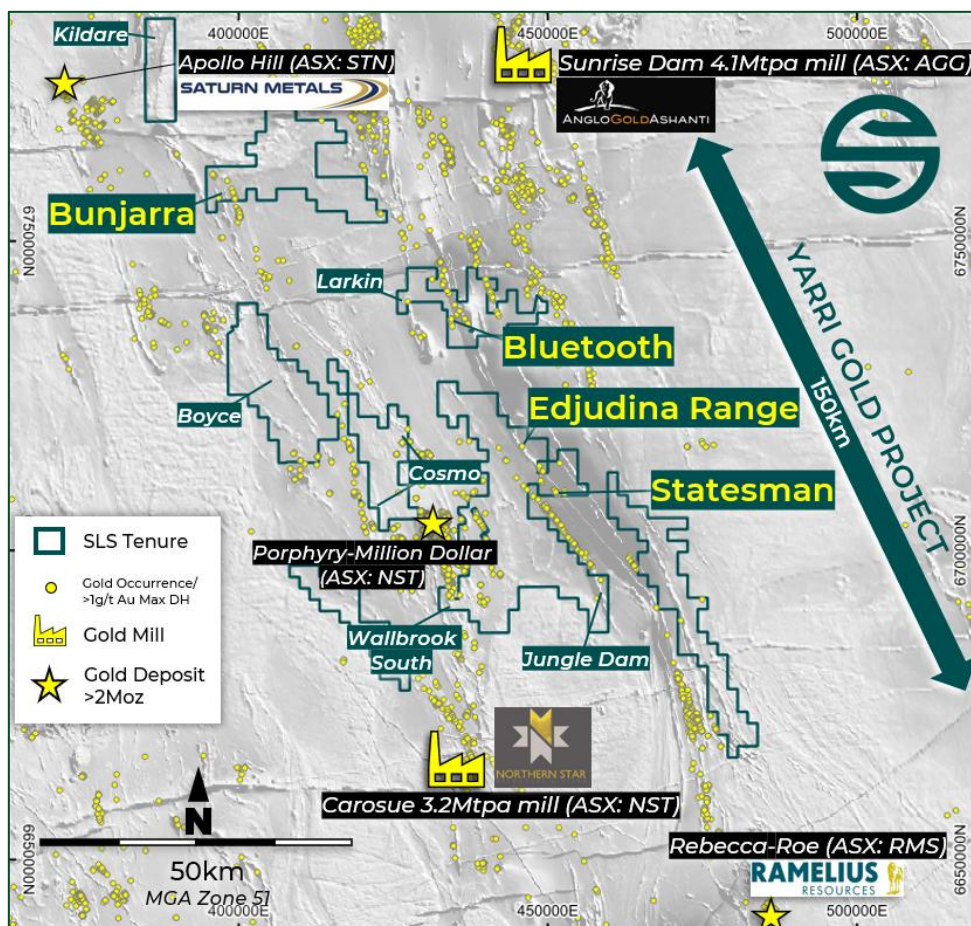 Kildare
400000E
450000E
500000E
Apollo Hill (ASX: STN)
SATURN METALS
Sunrise Dam 4.1Mtpa mill (ASX: AGG)
ANGLOGOLDASHANTI
Bunjarra
6750000N
6750000N
Larkin
Bluetooth
YARRI GOLD PROJECT
150km
Boyce
Edjudina Range
Cosmo
Statesman
SLS Tenure
Gold Occurrence/
>1g/t Au Max DH
Gold Mill
Gold Deposit
>2Moz
Porphyry-Million Dollar
(ASX: NST)
6700000N
Wallbrook
South
Jungle Dam
NORTHERN STAR
Carosue 3.2Mtpa mill (ASX: NST)
N
50km
MGA Zone 51
Rebecca-Roe (ASX: RMS)
RAMELIUS
RESOURCES
6650000N
6650000N
400000E
450000E
500000E